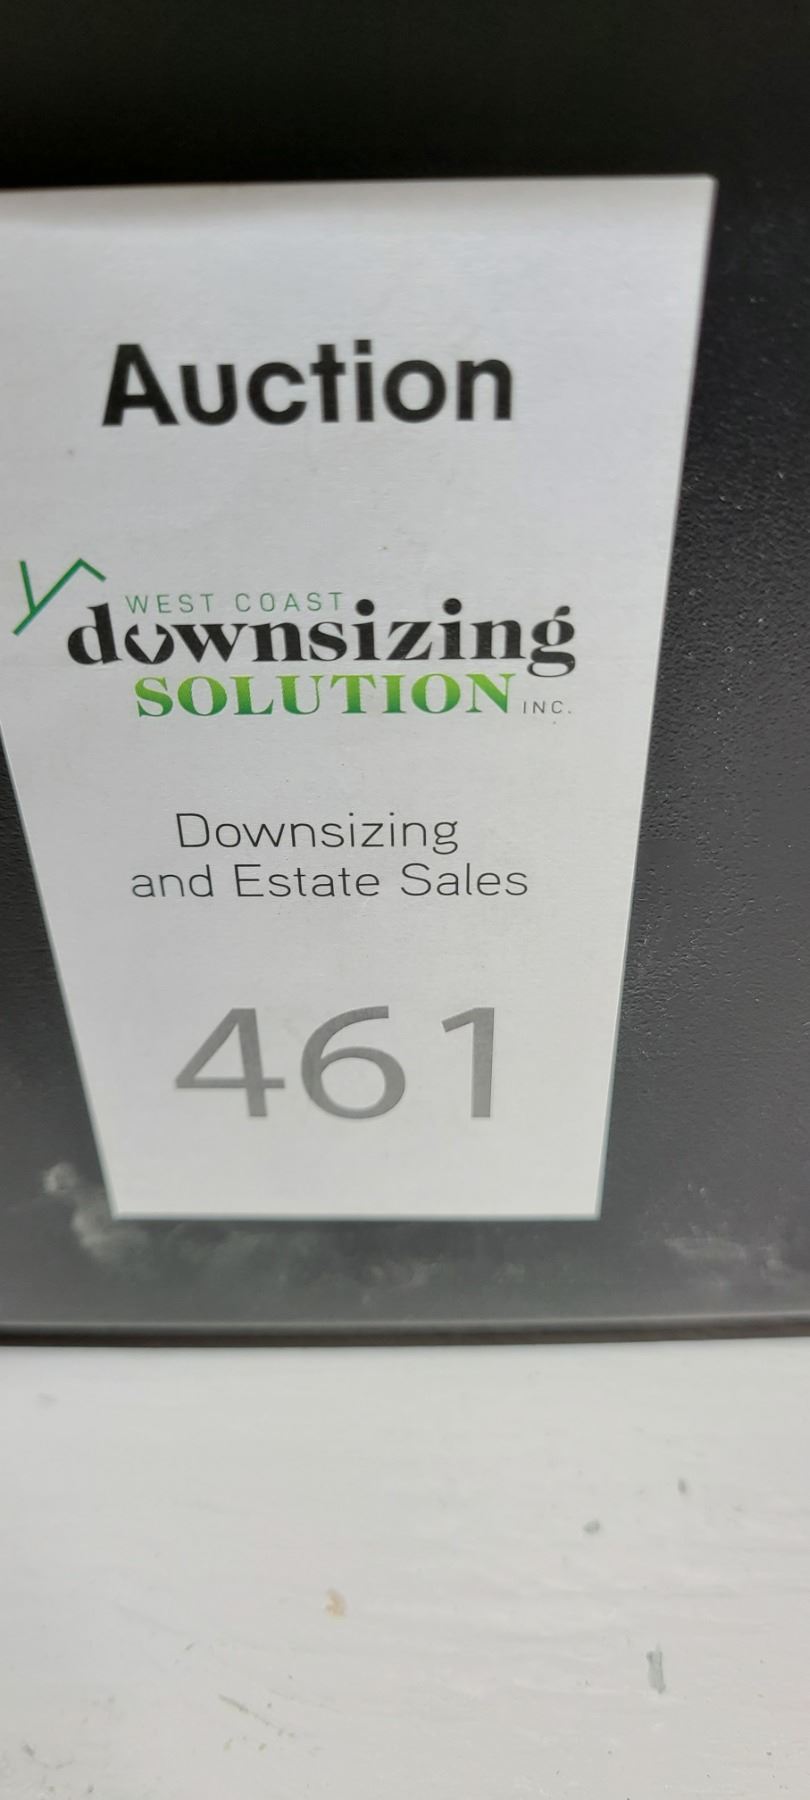 Auction
WEST COAST
downsizing
SOLUTION INC.
Downsizing
and Estate Sales
461